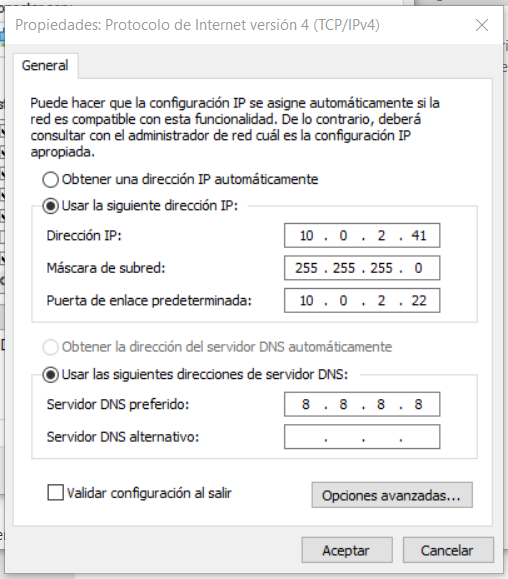 Propiedades: Protocolo de Internet versión 4 (TCP/IPv4)
General
Puede hacer que la configuración IP se asigne automáticamente si la
red es compatible con esta funcionalidad. De lo contrario, deberá
consultar con el administrador de red cuál es la configuración IP
apropiada.
Obtener una dirección IP automáticamente
Usar la siguiente dirección IP:
Dirección IP: 10 . 0 . 2 . 41
Máscara de subred: 255 . 255 . 255 . 0
Puerta de enlace predeterminada: 10 . 0 . 2 . 22
Obtener la dirección del servidor DNS automáticamente
Usar las siguientes direcciones de servidor DNS:
Servidor DNS preferido: 8 . 8 . 8 . 8
Servidor DNS alternativo: . . .
Validar configuración al salir
Opciones avanzadas...
Aceptar Cancelar